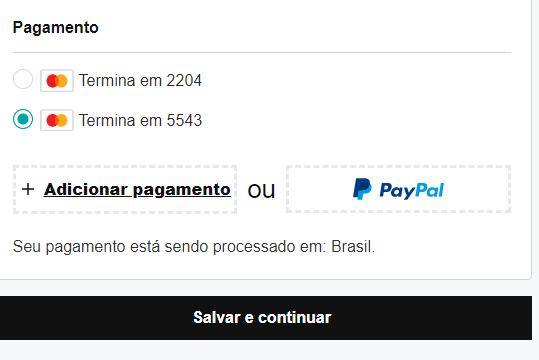 Pagamento
Termina em 2204
Termina em 5543
+ Adicionar pagamento ou PayPal
Seu pagamento está sendo processado em: Brasil.
Salvar e continuar